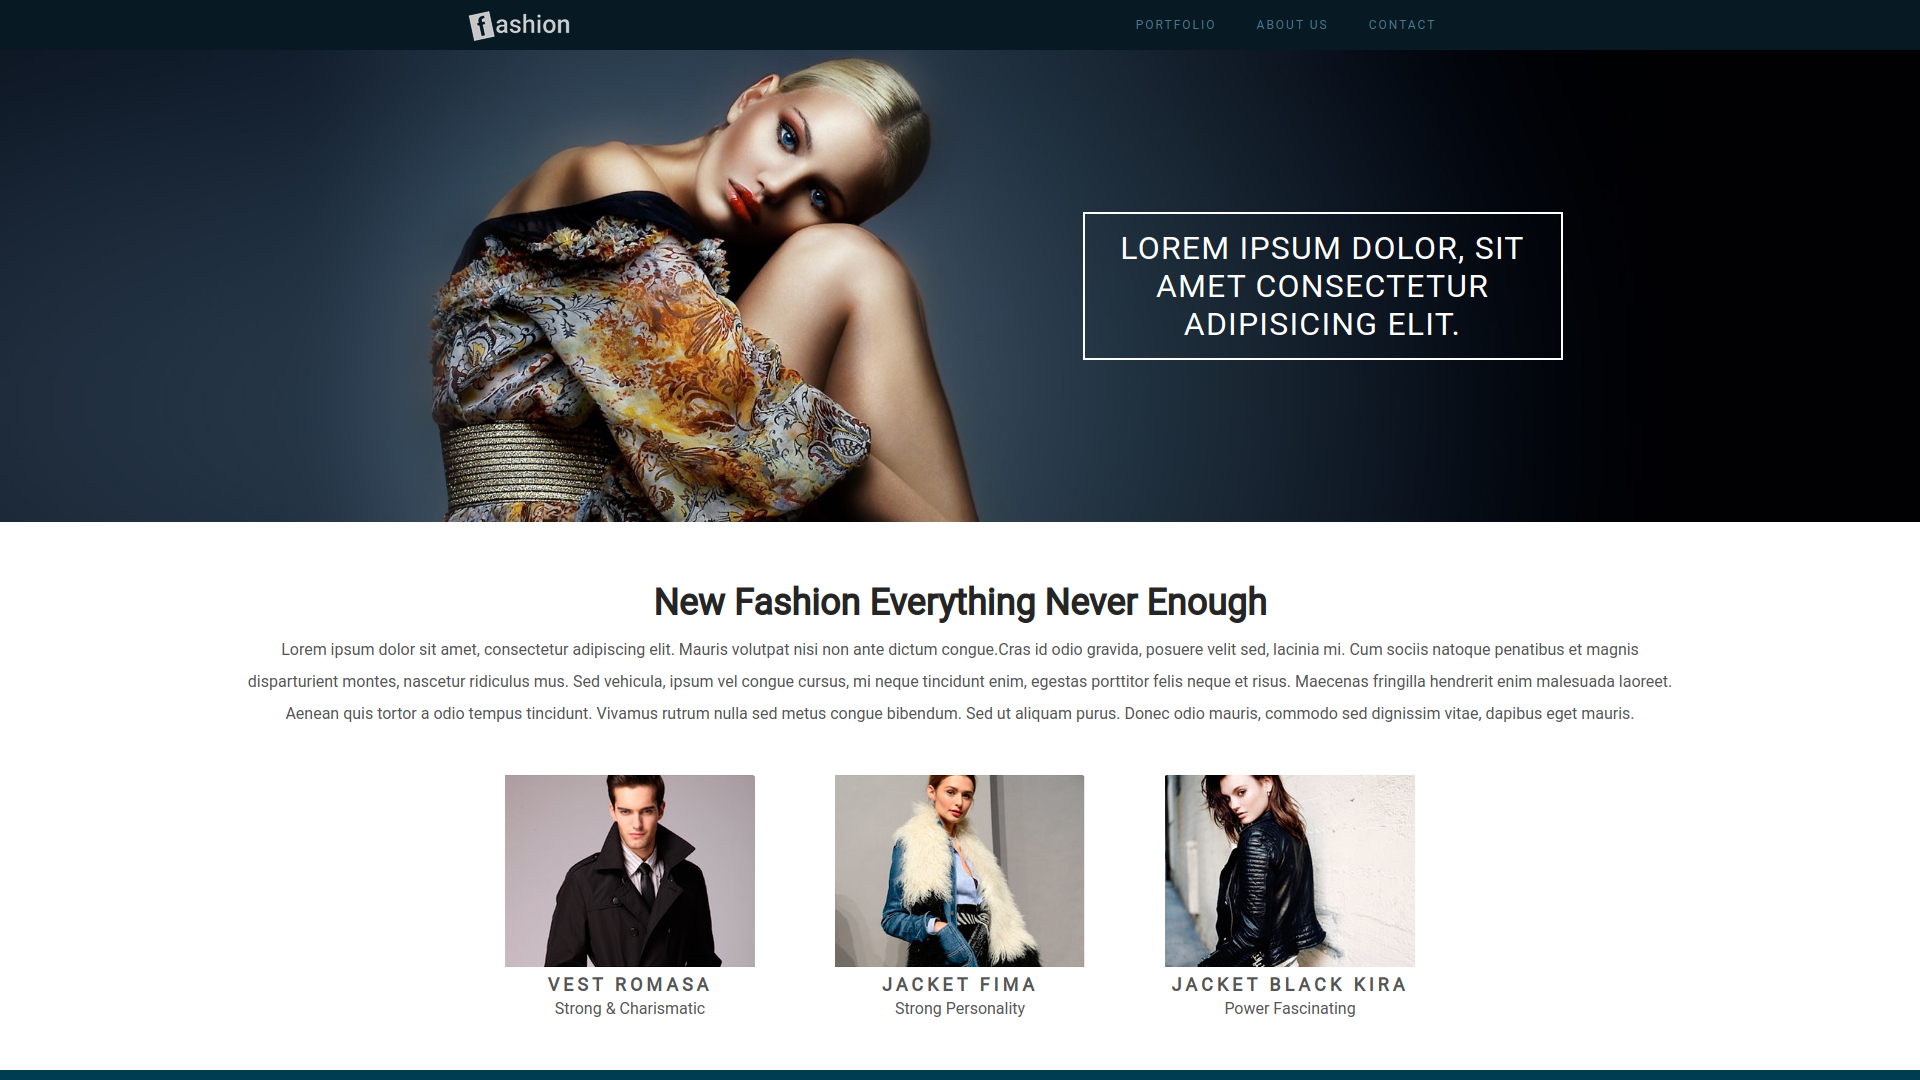 fashion
PORTFOLIO ABOUT US CONTACT
LOREM IPSUM DOLOR, SIT
AMET CONSECTETUR
ADIPISICING ELIT.
New Fashion Everything Never Enough
Lorem ipsum dolor sit amet, consectetur adipiscing elit. Mauris volutpat nisi non ante dictum congue.Cras id odio gravida, posuere velit sed, lacinia mi. Cum sociis natoque penatibus et magnis
disparturient montes, nascetur ridiculus mus. Sed vehicula, ipsum vel congue cursus, mi neque tincidunt enim, egestas porttitor felis neque et risus. Maecenas fringilla hendrerit enim malesuada laoreet.
Aenean quis tortor a odio tempus tincidunt. Vivamus rutrum nulla sed metus congue bibendum. Sed ut aliquam purus. Donec odio mauris, commodo sed dignissim vitae, dapibus eget mauris.
VEST ROMASA
Strong & Charismatic
JACKET FIMA
Strong Personality
JACKET BLACK KIRA
Power Fascinating